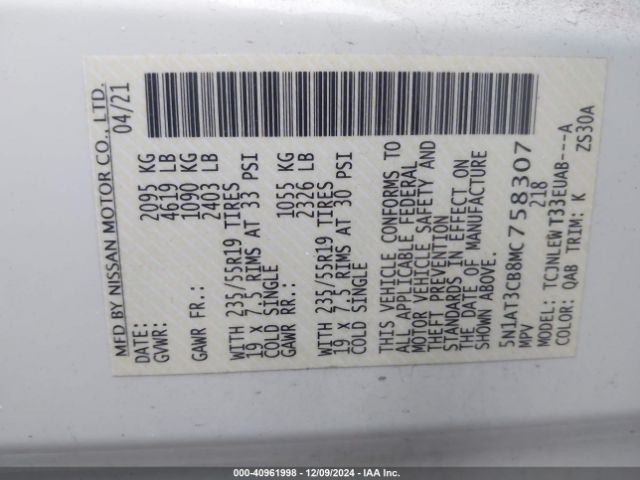 MFD BY NISSAN MOTOR CO., LTD.
DATE: 04/21
GVWR: 2095 KG
4619 LB
GAWR FR.: 1090 KG
2403 LB
WITH 235/55R19 TIRES
19 x 7.5 RIMS AT 33 PSI
COLD SINGLE
GAWR RR.: 1055 KG
2326 LB
WITH 235/55R19 TIRES
19 x 7.5 RIMS AT 30 PSI
COLD SINGLE
THIS VEHICLE CONFORMS TO
ALL APPLICABLE FEDERAL
MOTOR VEHICLE SAFETY AND
THEFT PREVENTION
STANDARDS IN EFFECT ON
THE DATE OF MANUFACTURE
SHOWN ABOVE.
5N1AT3CB8MC758307
MPV 218
MODEL: TCJNLEWT33EUAB---A
COLOR: QAB TRIM: K ZS30A
000-40961998 - 12/09/2024 - IAA Inc.